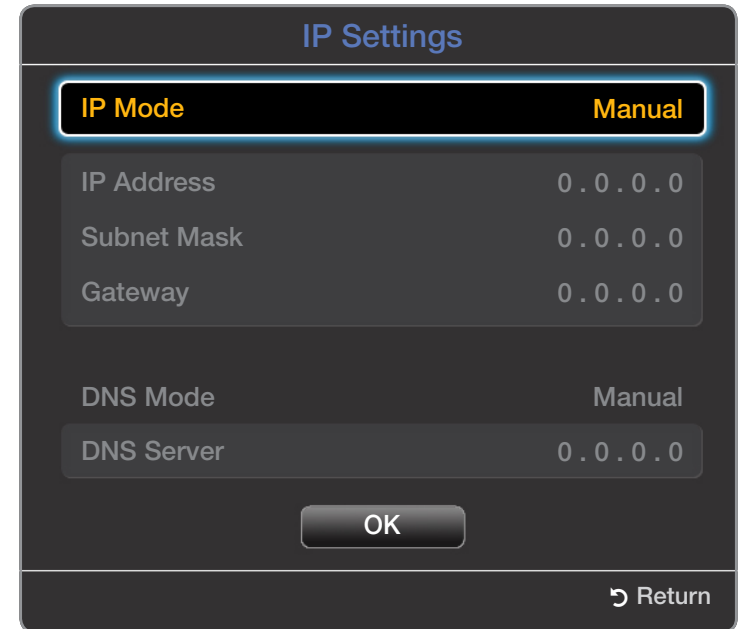 IP Settings
IP Mode Manual
IP Address 0.0.0.0
Subnet Mask 0.0.0.0
Gateway 0.0.0.0
DNS Mode Manual
DNS Server 0.0.0.0
OK
Return